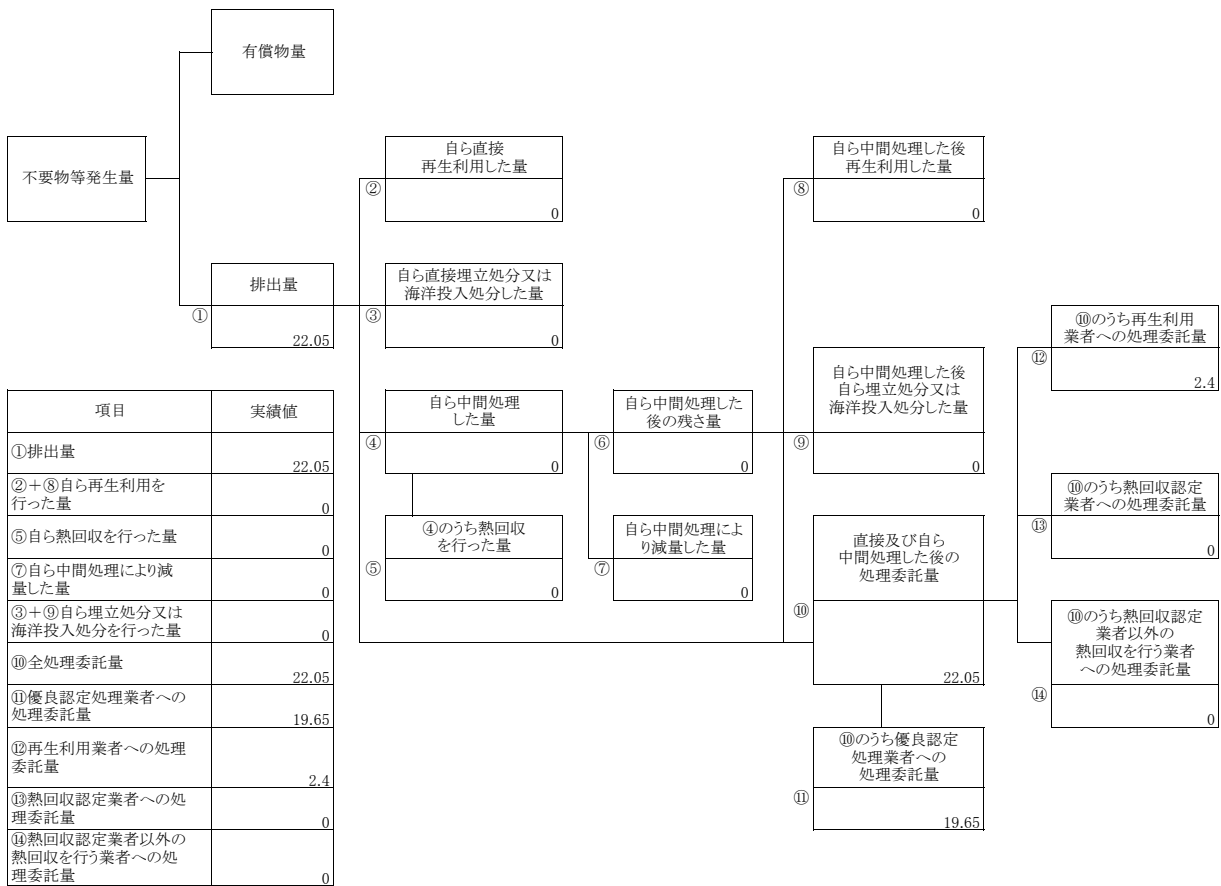 有償物量
不要物等発生量
自ら直接
再生利用した量
②
0
自ら中間処理した後
再生利用した量
⑧
0
排出量
①
22.05
自ら直接埋立処分又は
海洋投入処分した量
③
0
⑩のうち再生利用
業者への処理委託量
⑫
2.4
自ら中間処理
した量
④
0
自ら中間処理した
後の残さ量
⑥
0
自ら中間処理した後
自ら埋立処分又は
海洋投入処分した量
⑨
0
⑩のうち熱回収認定
業者への処理委託量
⑬
0
④のうち熱回収
を行った量
⑤
0
自ら中間処理によ
り減量した量
⑦
0
直接及び自ら
中間処理した後の
処理委託量
⑩
22.05
⑩のうち熱回収認定
業者以外の
熱回収を行う業者
への処理委託量
⑭
0
⑩のうち優良認定
処理業者への
処理委託量
⑪
19.65
項目 実績値
①排出量
22.05
②+⑧自ら再生利用を
行った量
0
⑤自ら熱回収を行った量
0
⑦自ら中間処理により減
量した量
0
③+⑨自ら埋立処分又は
海洋投入処分を行った量
0
⑩全処理委託量
22.05
⑪優良認定処理業者への
処理委託量
19.65
⑫再生利用業者への処理
委託量
2.4
⑬熱回収認定業者への処
理委託量
0
⑭熱回収認定業者以外の
熱回収を行う業者への処
理委託量
0